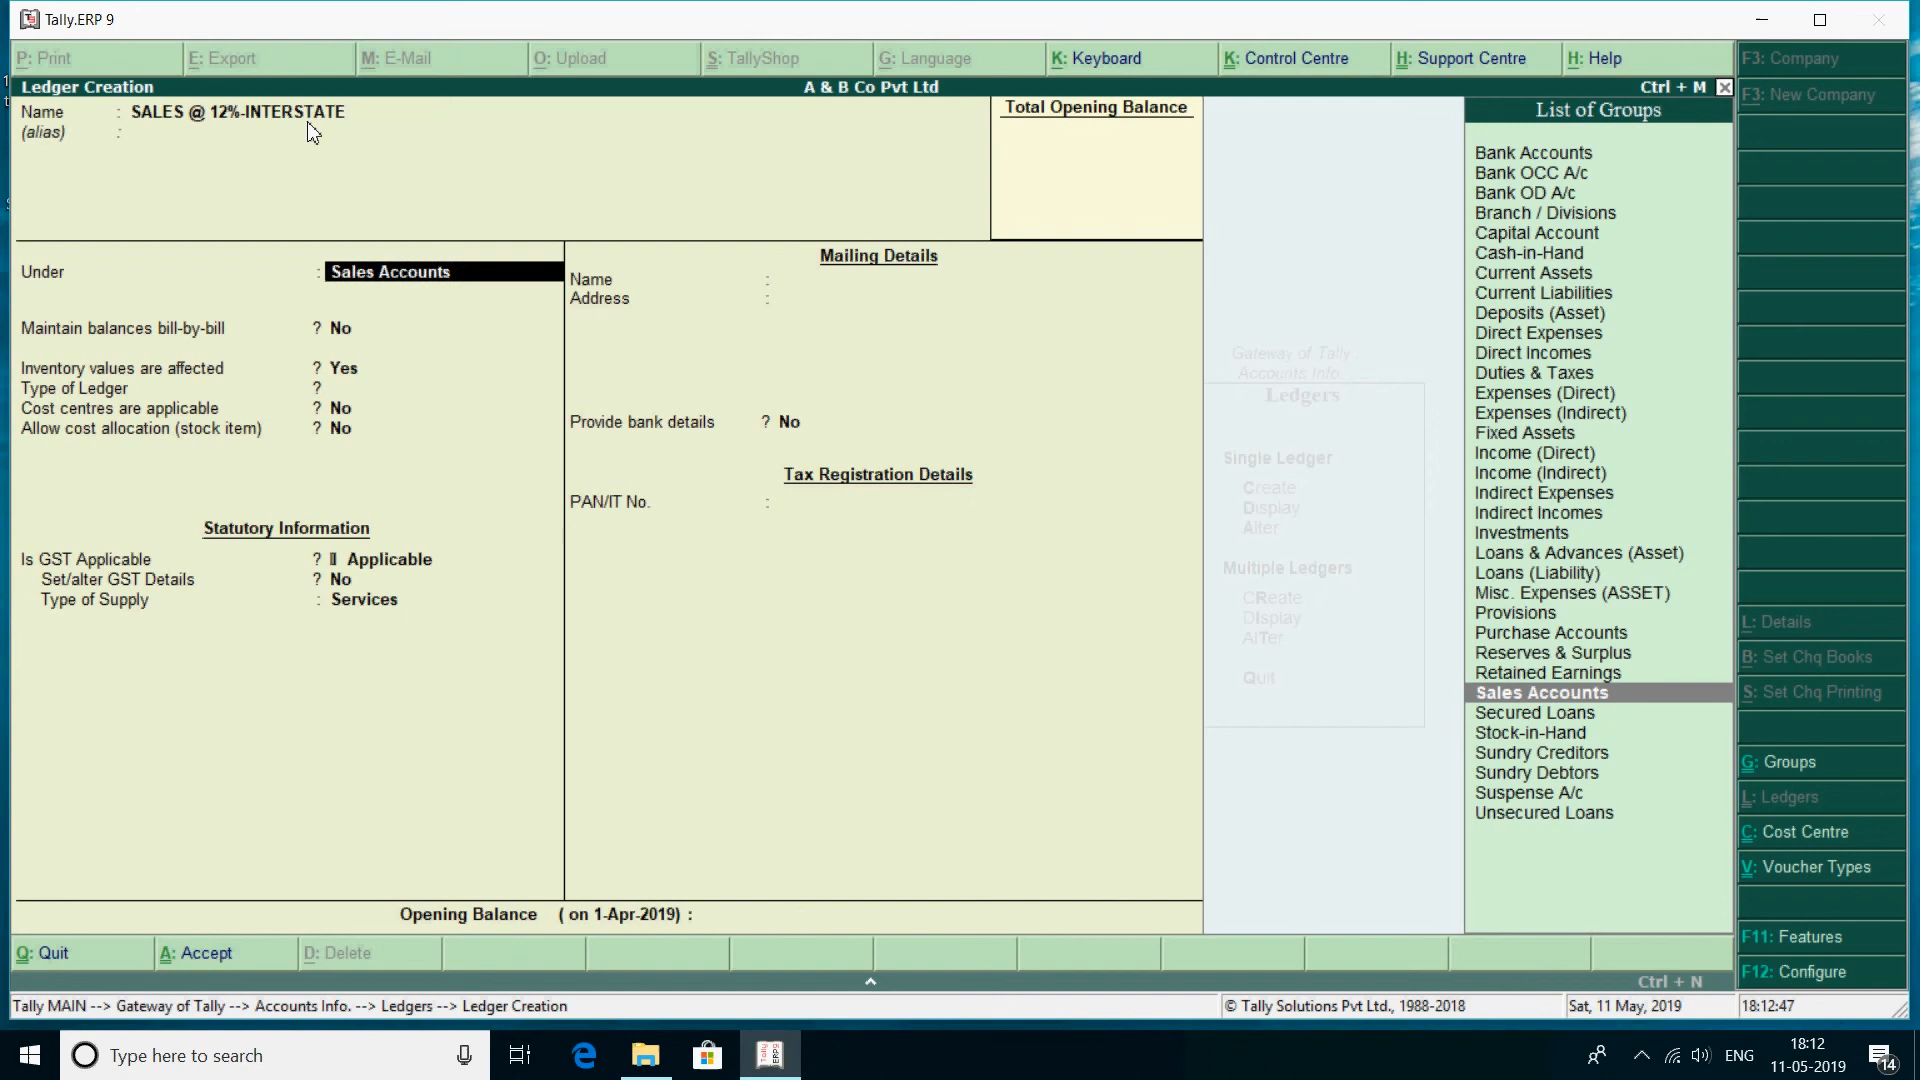 Tally.ERP 9
P: Print E: Export M: E-Mail O: Upload S: TallyShop G: Language K: Keyboard K: Control Centre H: Support Centre H: Help
Ledger Creation A & B Co Pvt Ltd Ctrl + M
Name : SALES @ 12%-INTERSTATE
(alias) :
Total Opening Balance
Under : Sales Accounts
Maintain balances bill-by-bill ? No
Inventory values are affected ? Yes
Type of Ledger ?
Cost centres are applicable ? No
Allow cost allocation (stock item) ? No
Statutory Information
Is GST Applicable ? Applicable
Set/alter GST Details ? No
Type of Supply : Services
Mailing Details
Name :
Address :
Provide bank details ? No
Tax Registration Details
PAN/IT No. :
Opening Balance ( on 1-Apr-2019) :
Gateway of Tally...
Accounts Info.
Ledgers
Single Ledger
Create
Display
Alter
Multiple Ledgers
CReate
DIsplay
AlTer
Quit
List of Groups
Bank Accounts
Bank OCC A/c
Bank OD A/c
Branch / Divisions
Capital Account
Cash-in-Hand
Current Assets
Current Liabilities
Deposits (Asset)
Direct Expenses
Direct Incomes
Duties & Taxes
Expenses (Direct)
Expenses (Indirect)
Fixed Assets
Income (Direct)
Income (Indirect)
Indirect Expenses
Indirect Incomes
Investments
Loans & Advances (Asset)
Loans (Liability)
Misc. Expenses (ASSET)
Provisions
Purchase Accounts
Reserves & Surplus
Retained Earnings
Sales Accounts
Secured Loans
Stock-in-Hand
Sundry Creditors
Sundry Debtors
Suspense A/c
Unsecured Loans
F3: Company
F3: New Company
L: Details
B: Set Chq Books
S: Set Chq Printing
G: Groups
L: Ledgers
C: Cost Centre
V: Voucher Types
F11: Features
F12: Configure
Q: Quit A: Accept D: Delete
Ctrl + N
Tally MAIN --> Gateway of Tally --> Accounts Info. --> Ledgers --> Ledger Creation © Tally Solutions Pvt Ltd., 1988-2018 Sat, 11 May, 2019 18:12:47
Type here to search
ENG
18:12
11-05-2019
14